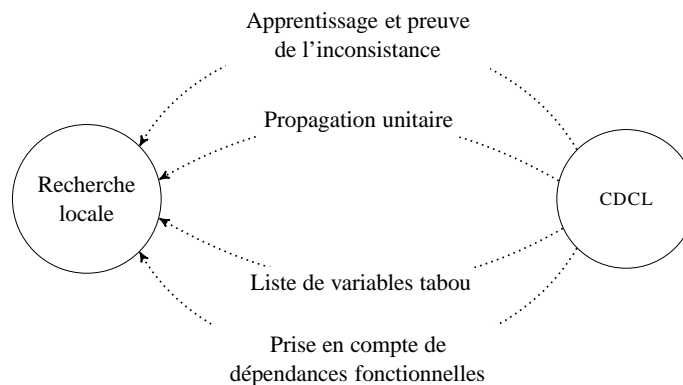 Apprentissage et preuve
de l'inconsistance
Propagation unitaire
Recherche
locale
CDCL
Liste de variables tabou
Prise en compte de
dépendances fonctionnelles